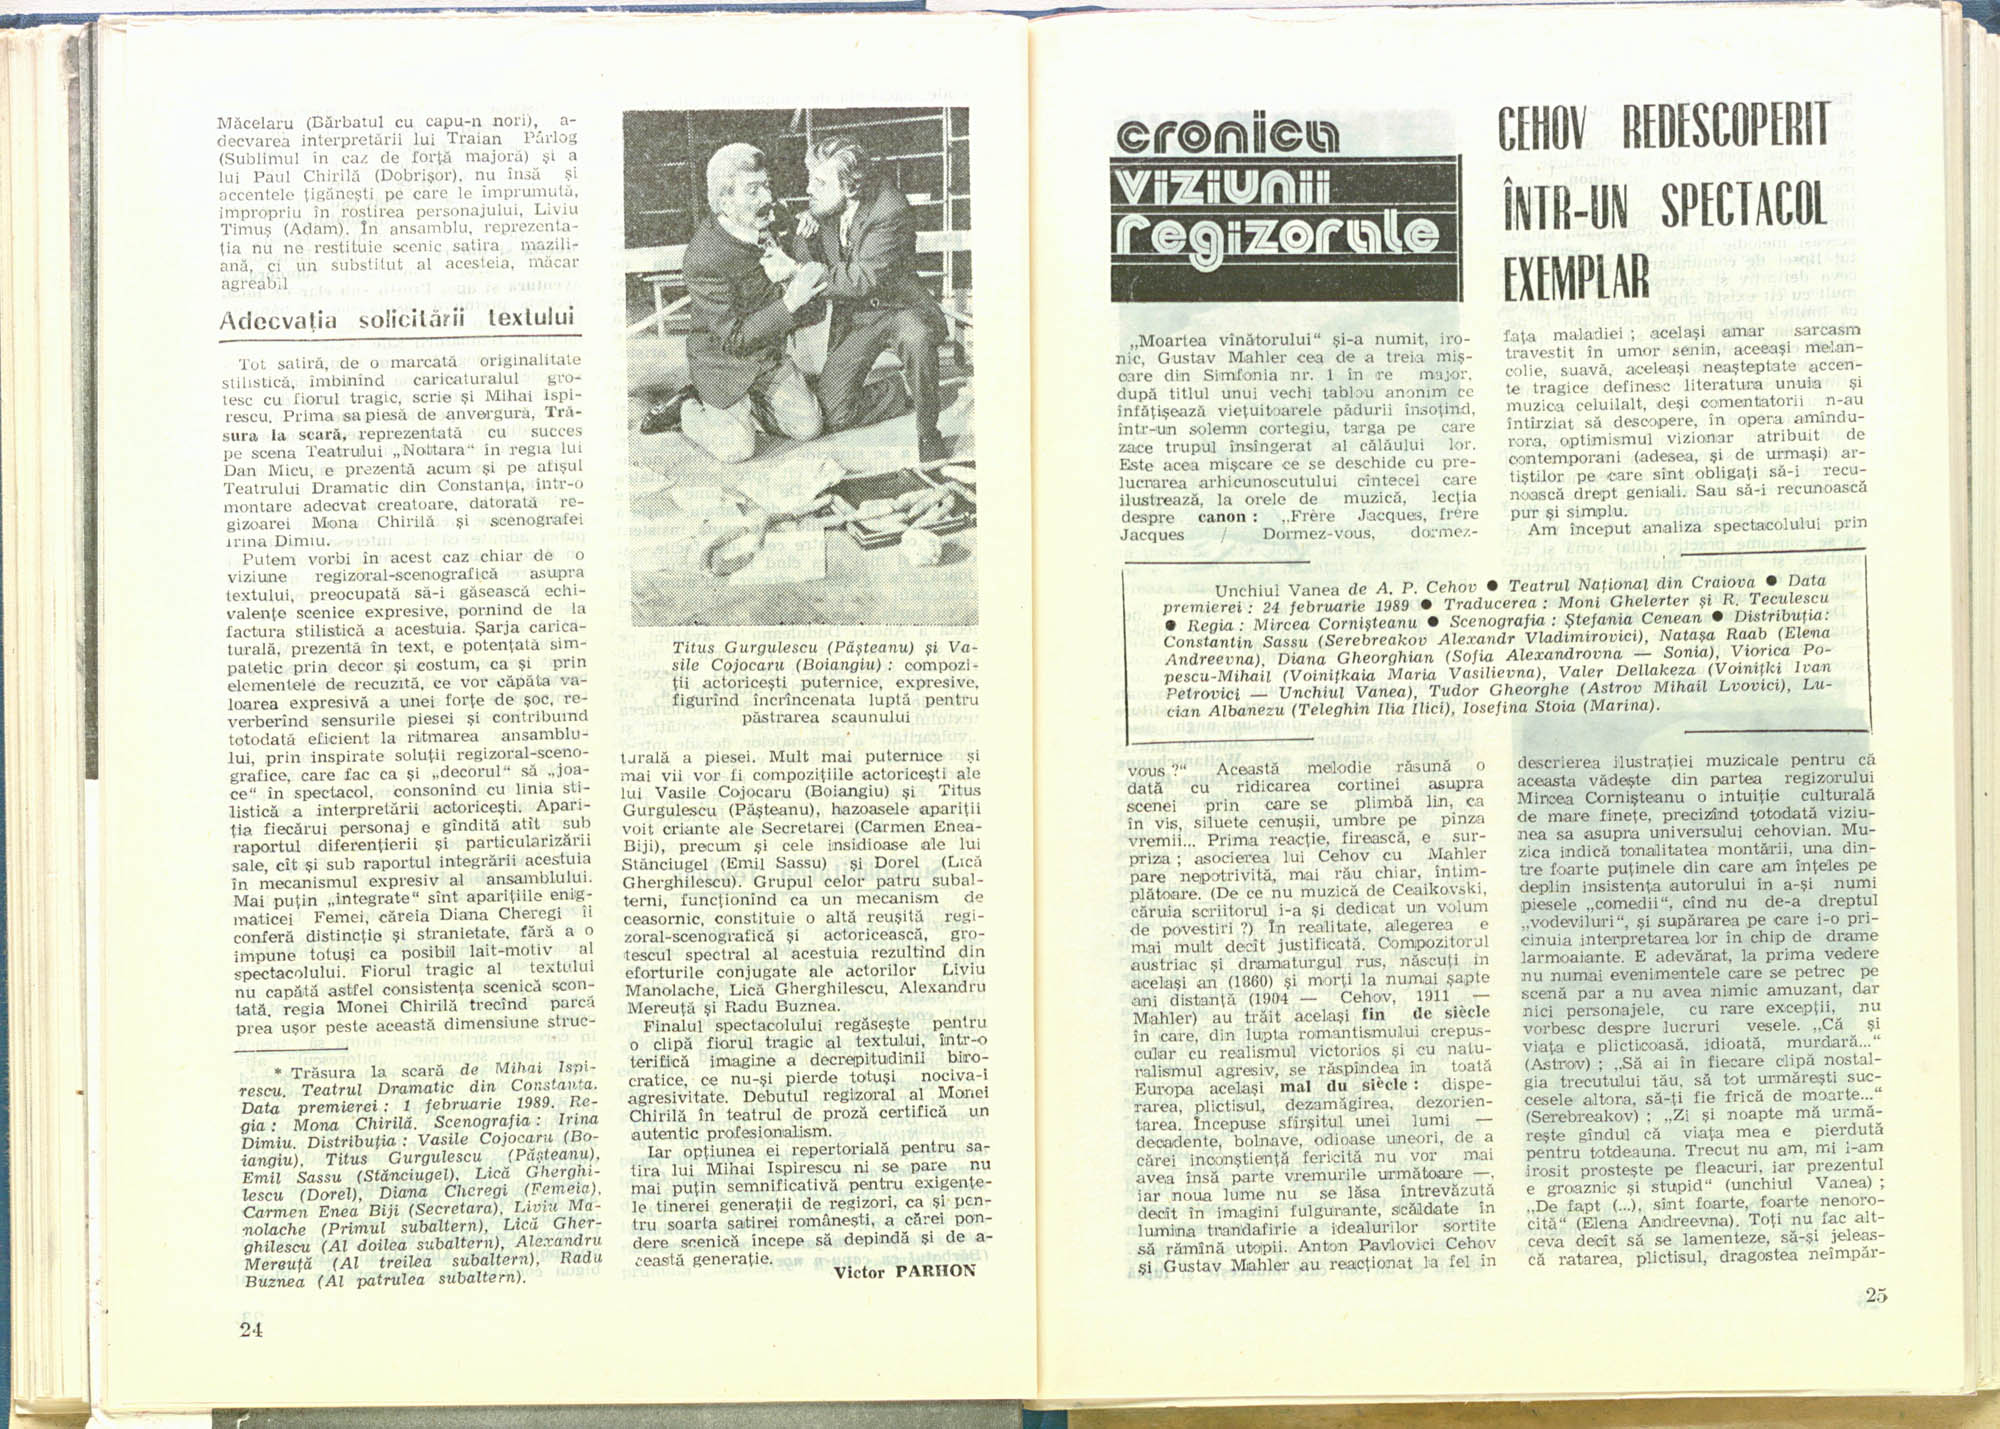 Măcelaru (Bărbatul cu capu-n nori), a-
decvarea interpretării lui Traian Pârlog
(Sublimul în caz de forță majoră) și a
lui Paul Chirilă (Dobrișor), nu însă și
accentele țigănești pe care le împrumută,
impropriu în rostirea personajului, Liviu
Timuș (Adam). În ansamblu, reprezenta-
ția nu ne restituie scenic satira mazili-
ană, ci un substitut al acesteia, măcar
agreabil
Adecvația solicitării textului
Tot satiră, de o marcată originalitate
stilistică, îmbinînd caricaturalul gro-
tesc cu fiorul tragic, scrie și Mihai Ispi-
rescu. Prima sa piesă de anvergură, Tră-
sura la scară, reprezentată cu succes
pe scena Teatrului „Nottara“ în regia lui
Dan Micu, e prezentă acum și pe afișul
Teatrului Dramatic din Constanța, într-o
montare adecvat creatoare, datorată re-
gizoarei Mona Chirilă și scenografei
Irina Dimiu.
Putem vorbi în acest caz chiar de o
viziune regizoral-scenografică asupra
textului, preocupată să-i găsească echi-
valențe scenice expresive, pornind de la
factura stilistică a acestuia. Șarja carica-
turală, prezentă în text, e potențată sim-
patetic prin decor și costum, ca și prin
elementele de recuzită, ce vor căpăta va-
loarea expresivă a unei forțe de șoc, re-
verberînd sensurile piesei și contribuind
totodată eficient la ritmarea ansamblu-
lui, prin inspirate soluții regizoral-sceno-
grafice, care fac ca și „decorul“ să „joa-
ce“ în spectacol, consonînd cu linia sti-
listică a interpretării actoricești. Apari-
ția fiecărui personaj e gîndită atît sub
raportul diferențierii și particularizării
sale, cît și sub raportul integrării acestuia
în mecanismul expresiv al ansamblului.
Mai puțin „integrate“ sînt aparițiile enig-
maticei Femei, căreia Diana Cheregi îi
conferă distincție și stranietate, fără a o
impune totuși ca posibil lait-motiv al
spectacolului. Fiorul tragic al textului
nu capătă astfel consistența scenică scon-
tată, regia Monei Chirilă trecînd parcă
prea ușor peste această dimensiune struc-
* Trăsura la scară de Mihai Ispi-
rescu. Teatrul Dramatic din Constanța.
Data premierei : 1 februarie 1989. Re-
gia : Mona Chirilă. Scenografia : Irina
Dimiu. Distribuția : Vasile Cojocaru (Bo-
iangiu), Titus Gurgulescu (Pășteanu),
Emil Sassu (Stănciugel), Lică Gherghi-
lescu (Dorel), Diana Cheregi (Femeia),
Carmen Enea Biji (Secretara), Liviu Ma-
nolache (Primul subaltern), Lică Gher-
ghilescu (Al doilea subaltern), Alexandru
Mereuță (Al treilea subaltern), Radu
Buznea (Al patrulea subaltern).
24
Titus Gurgulescu (Pășteanu) și Va-
sile Cojocaru (Boiangiu) : compozi-
ții actoricești puternice, expresive,
figurînd încrîncenata luptă pentru
păstrarea scaunului
turală a piesei. Mult mai puternice și
mai vii vor fi compozițiile actoricești ale
lui Vasile Cojocaru (Boiangiu) și Titus
Gurgulescu (Pășteanu), hazoasele apariții
voit criante ale Secretarei (Carmen Enea-
Biji), precum și cele insidioase ale lui
Stănciugel (Emil Sassu) și Dorel (Lică
Gherghilescu). Grupul celor patru subal-
terni, funcționînd ca un mecanism de
ceasornic, constituie o altă reușită regi-
zoral-scenografică și actoricească, gro-
tescul spectral al acestuia rezultînd din
eforturile conjugate ale actorilor Liviu
Manolache, Lică Gherghilescu, Alexandru
Mereuță și Radu Buznea.
Finalul spectacolului regăsește pentru
o clipă fiorul tragic al textului, într-o
terifică imagine a decrepitudinii biro-
cratice, ce nu-și pierde totuși nociva-i
agresivitate. Debutul regizoral al Monei
Chirilă în teatrul de proză certifică un
autentic profesionalism.
Iar opțiunea ei repertorială pentru sa-
tira lui Mihai Ispirescu ni se pare nu
mai puțin semnificativă pentru exigențe-
le tinerei generații de regizori, ca și pen-
tru soarta satirei românești, a cărei pon-
dere scenică începe să depindă și de a-
ceastă generație.
Victor PARHON
cronica
viziunii
regizorale
CEHOV REDESCOPERIT
ÎNTR-UN SPECTACOL
EXEMPLAR
„Moartea vînătorului“ și-a numit, iro-
nic, Gustav Mahler cea de a treia miș-
care din Simfonia nr. 1 în re major,
după titlul unui vechi tablou anonim ce
înfățișează viețuitoarele pădurii însoțind,
într-un solemn cortegiu, targa pe care
zace trupul însîngerat al călăului lor.
Este acea mișcare ce se deschide cu pre-
lucrarea arhicunoscutului cîntecel care
ilustrează, la orele de muzică, lecția
despre canon : „Frère Jacques, frère
Jacques / Dormez-vous, dormez-
fața maladiei ; același amar sarcasm
travestit în umor senin, aceeași melan-
colie, suavă, aceleași neașteptate accen-
te tragice definesc literatura unuia și
muzica celuilalt, deși comentatorii n-au
întîrziat să descopere, în opera amîndu-
rora, optimismul vizionar atribuit de
contemporani (adesea, și de urmași) ar-
tiștilor pe care sînt obligați să-i recu-
noască drept geniali. Sau să-i recunoască
pur și simplu.
Am început analiza spectacolului prin
Unchiul Vanea de A. P. Cehov ● Teatrul Național din Craiova ● Data
premierei : 24 februarie 1989 ● Traducerea : Moni Ghelerter și R. Teculescu
● Regia : Mircea Cornișteanu ● Scenografia : Ștefania Cenean ● Distribuția:
Constantin Sassu (Serebreakov Alexandr Vladimirovici), Natașa Raab (Elena
Andreevna), Diana Gheorghian (Sofia Alexandrovna — Sonia), Viorica Po-
pescu-Mihail (Voinițkaia Maria Vasilievna), Valer Dellakeza (Voinițki Ivan
Petrovici — Unchiul Vanea), Tudor Gheorghe (Astrov Mihail Lvovici), Lu-
cian Albanezu (Teleghin Ilia Ilici), Iosefina Stoia (Marina).
vous ?“ Această melodie răsună o
dată cu ridicarea cortinei asupra
scenei prin care se plimbă lin, ca
în vis, siluete cenușii, umbre pe pînza
vremii... Prima reacție, firească, e sur-
priza ; asocierea lui Cehov cu Mahler
pare nepotrivită, mai rău chiar, întîm-
plătoare. (De ce nu muzică de Ceaikovski,
căruia scriitorul i-a și dedicat un volum
de povestiri ?) În realitate, alegerea e
mai mult decît justificată. Compozitorul
austriac și dramaturgul rus, născuți în
același an (1860) și morți la numai șapte
ani distanță (1904 — Cehov, 1911 —
Mahler) au trăit același fin de siècle
în care, din lupta romantismului crepus-
cular cu realismul victorios și cu natu-
ralismul agresiv, se răspîndea în toată
Europa același mal du siècle : dispe-
rarea, plictisul, dezamăgirea, dezorien-
tarea. Începuse sfîrșitul unei lumi —
decadente, bolnave, odioase uneori, de a
cărei inconștiență fericită nu vor mai
avea însă parte vremurile următoare —,
iar noua lume nu se lăsa întrevăzută
decît în imagini fulgurante, scăldate în
lumina trandafirie a idealurilor sortite
să rămînă utopii. Anton Pavlovici Cehov
și Gustav Mahler au reacționat la fel în
descrierea ilustrației muzicale pentru că
aceasta vădește din partea regizorului
Mircea Cornișteanu o intuiție culturală
de mare finețe, precizînd totodată viziu-
nea sa asupra universului cehovian. Mu-
zica indică tonalitatea montării, una din-
tre foarte puținele din care am înțeles pe
deplin insistența autorului în a-și numi
piesele „comedii“, cînd nu de-a dreptul
„vodeviluri“, și supărarea pe care i-o pri-
cinuia interpretarea lor în chip de drame
larmoaiante. E adevărat, la prima vedere
nu numai evenimentele care se petrec pe
scenă par a nu avea nimic amuzant, dar
nici personajele, cu rare excepții, nu
vorbesc despre lucruri vesele. „Că și
viața e plicticoasă, idioată, murdară...“
(Astrov) ; „Să ai în fiecare clipă nostal-
gia trecutului tău, să tot urmărești suc-
cesele altora, să-ți fie frică de moarte...“
(Serebreakov) ; „Zi și noapte mă urmă-
rește gîndul că viața mea e pierdută
pentru totdeauna. Trecut nu am, mi l-am
irosit prostește pe fleacuri, iar prezentul
e groaznic și stupid“ (unchiul Vanea) ;
„De fapt (...), sînt foarte, foarte nenoro-
cită“ (Elena Andreevna). Toți nu fac alt-
ceva decît să se lamenteze, să-și jeleas-
că ratarea, plictisul, dragostea neîmpăr-
25